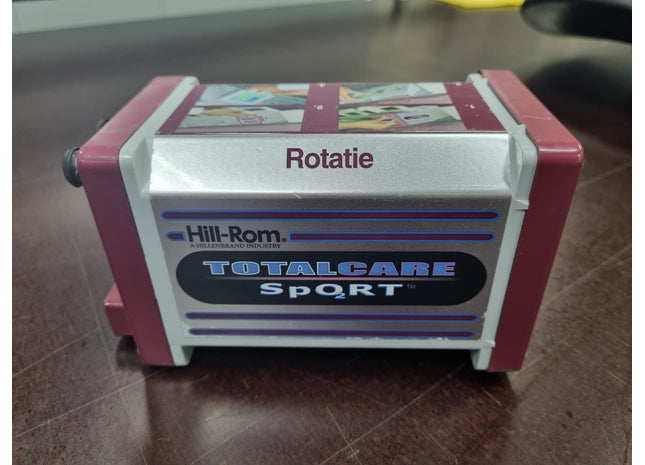 Rotatie
Hill-Rom®
A HILLENBRAND INDUSTRY
TOTALCARE
SpO2RT™